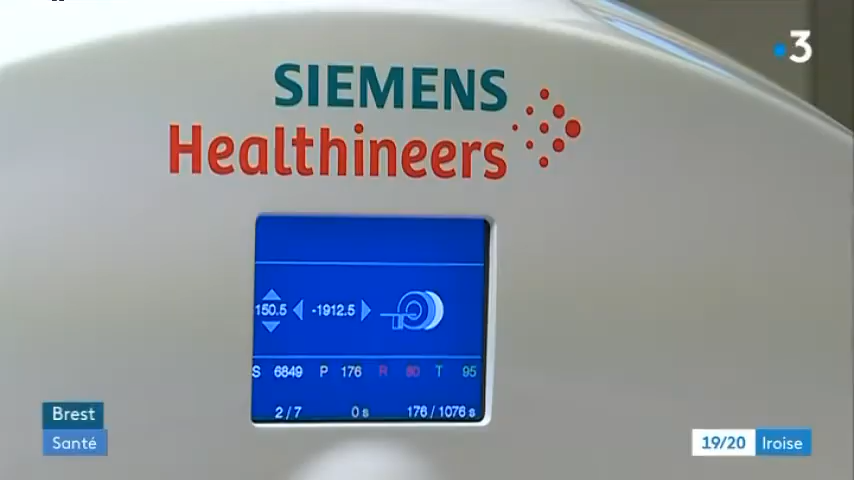 3
SIEMENS
Healthineers
150.5 -1912.5
S 6849 P 176 R 80 T 95
2 / 7 0 s 176 / 1076 s
Brest
Santé
19/20 Iroise